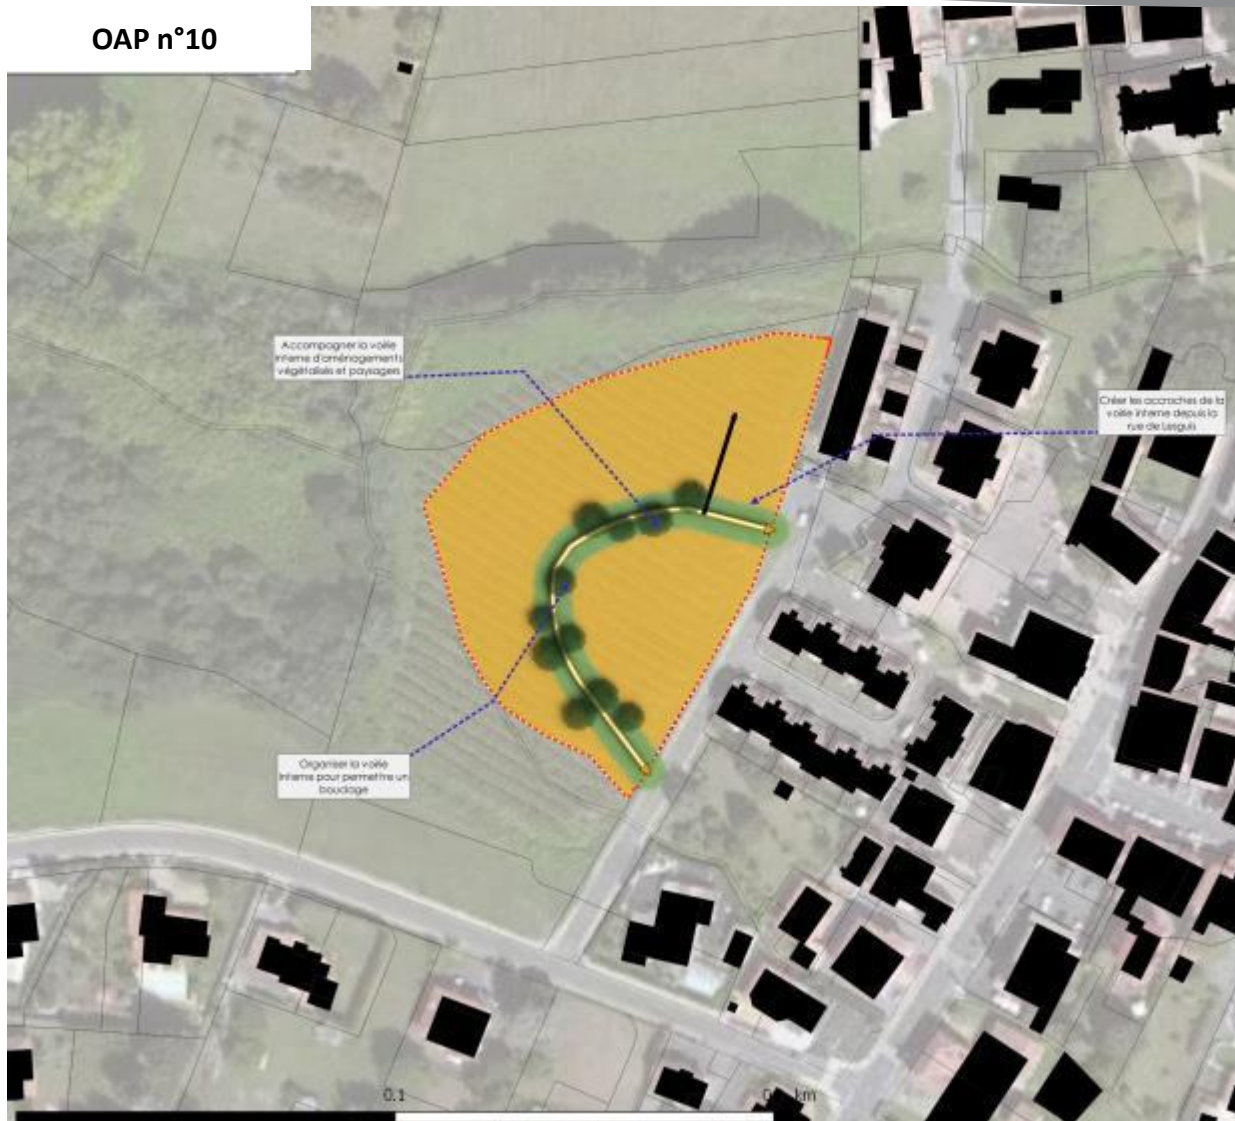 OAP n°10
Accompagner la voirie
interne d'aménagements
végétalisés et paysagers
Créer les accroches de la
voirie interne depuis la
rue de Lesguis
Organiser la voirie
interne pour permettre un
bouclage
0.1
km